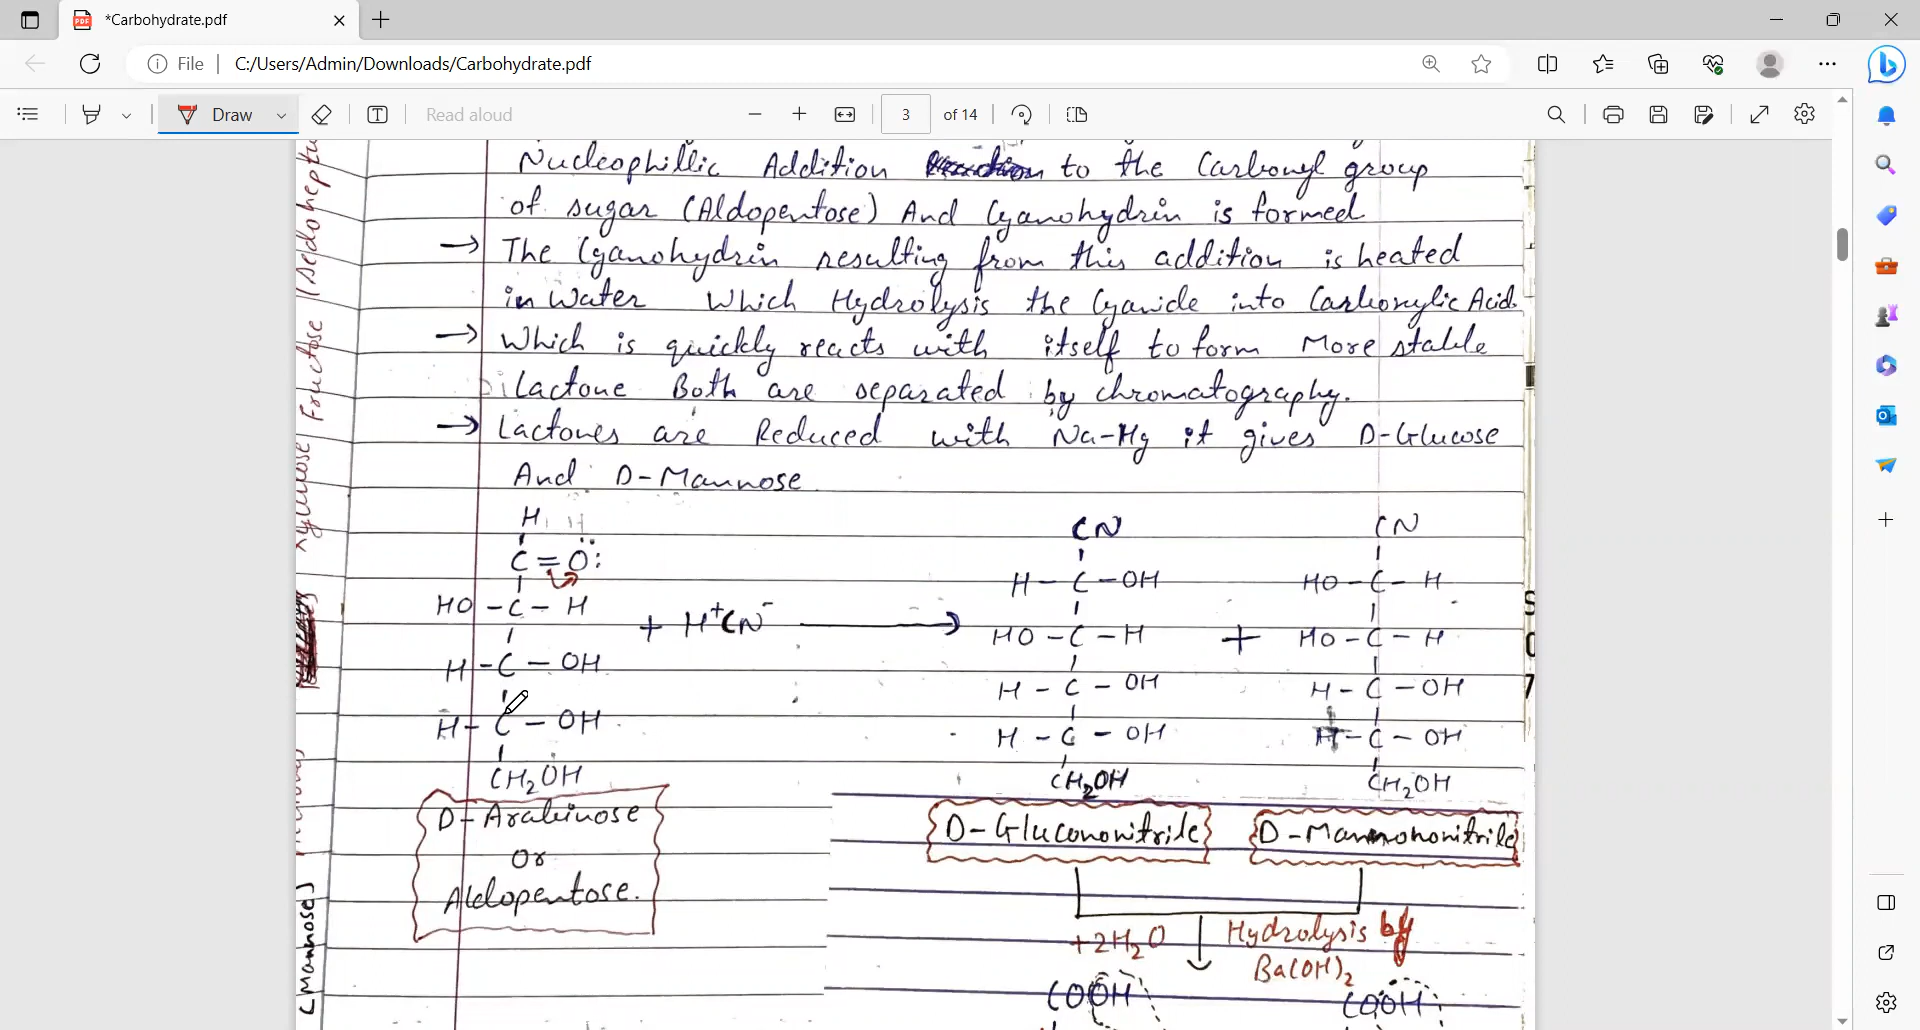 *Carbohydrate.pdf
File
C:/Users/Admin/Downloads/Carbohydrate.pdf
Draw
Read aloud
3
of 14
Nucleophillic Addition to the Carbonyl group
of sugar (Aldopentose) And Cyanohydrin is formed
→ The Cyanohydrin resulting from this addition is heated
in water which Hydrolysis the Cyanide into Carboxylic Acid.
→ Which is quickly reacts with itself to form More stable
Lactone Both are separated by chromatography.
→ Lactones are Reduced with Na-Hg it gives D-Glucose
And D-Mannose
H
C=O:
HO-C-H
H-C-OH
H-C-OH
CH2OH
+ H+CN- →
CN
H-C-OH
HO-C-H
H-C-OH
H-C-OH
CH2OH
+
CN
HO-C-H
HO-C-H
H-C-OH
H-C-OH
CH2OH
D-Arabinose
Or
Aldopentose.
D-Glucononitrile
D-Mannononitrile
+2H2O ↓ Hydrolysis by
Ba(OH)2
COOH
COOH
Xylulose Fructose
(Mannose)